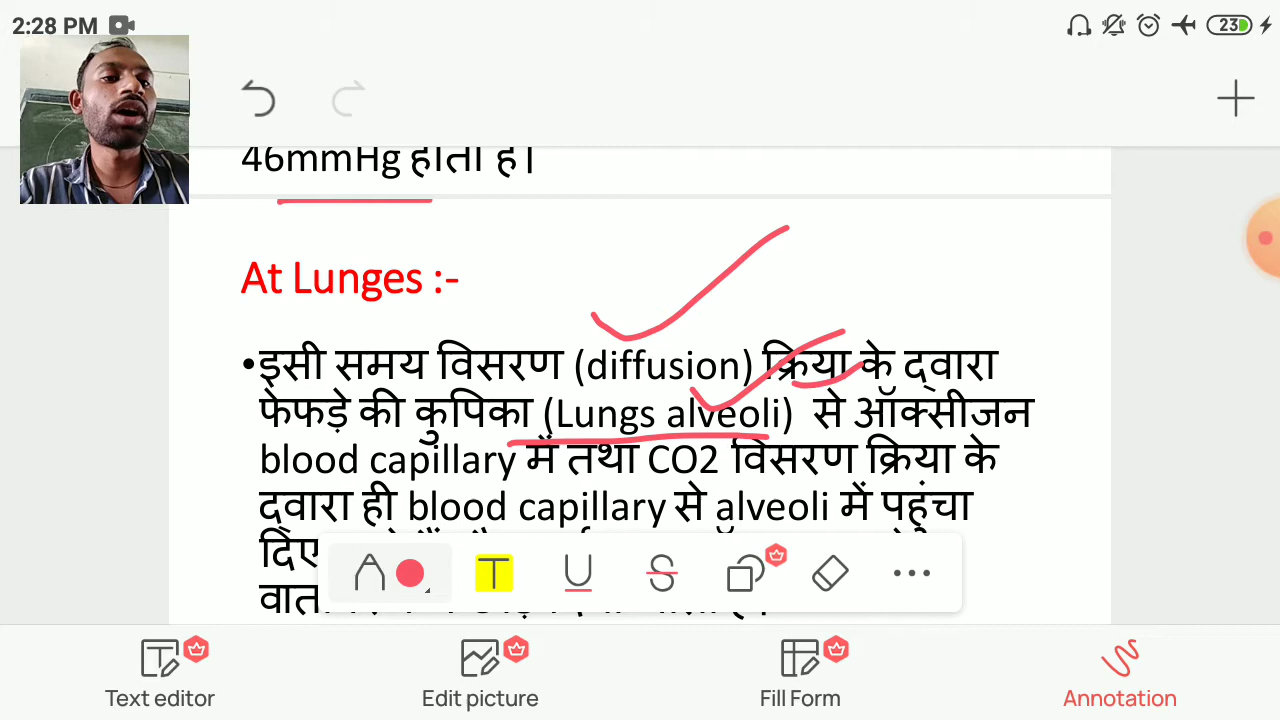 2:28 PM
23
46mmHg होता है।
At Lunges :-
•इसी समय विसरण (diffusion) क्रिया के द्वारा
फेफड़े की कुपिका (Lungs alveoli) से ऑक्सीजन
blood capillary में तथा CO2 विसरण क्रिया के
द्वारा ही blood capillary से alveoli में पहुंचा
T
U
S
Text editor
Edit picture
Fill Form
Annotation